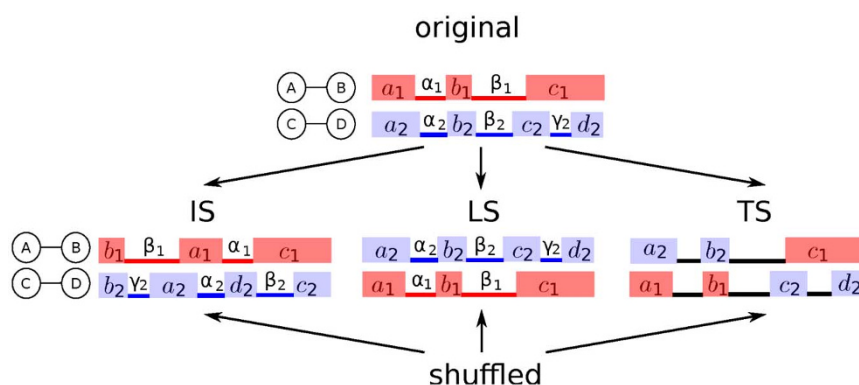 original
A B a₁ α₁ b₁ β₁ c₁
C D a₂ α₂ b₂ β₂ c₂ γ₂ d₂
IS LS TS
A B b₁ β₁ a₁ α₁ c₁ a₂ α₂ b₂ β₂ c₂ γ₂ d₂ a₂ b₂ c₁
C D b₂ γ₂ a₂ α₂ d₂ β₂ c₂ a₁ α₁ b₁ β₁ c₁ a₁ b₁ c₂ d₂
shuffled